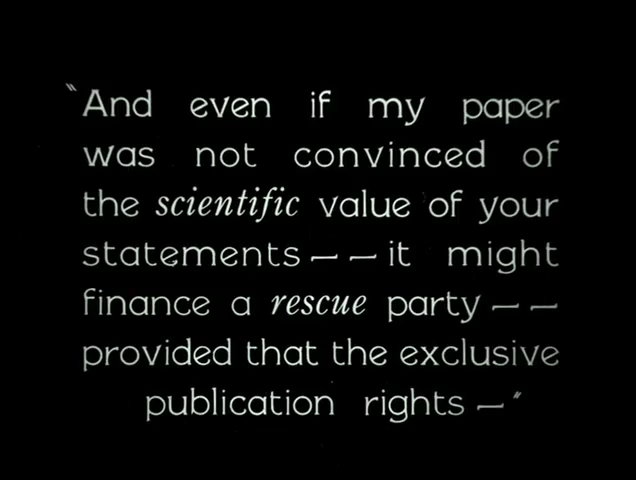 "And even if my paper
was not convinced of
the scientific value of your
statements — — it might
finance a rescue party — —
provided that the exclusive
publication rights —"